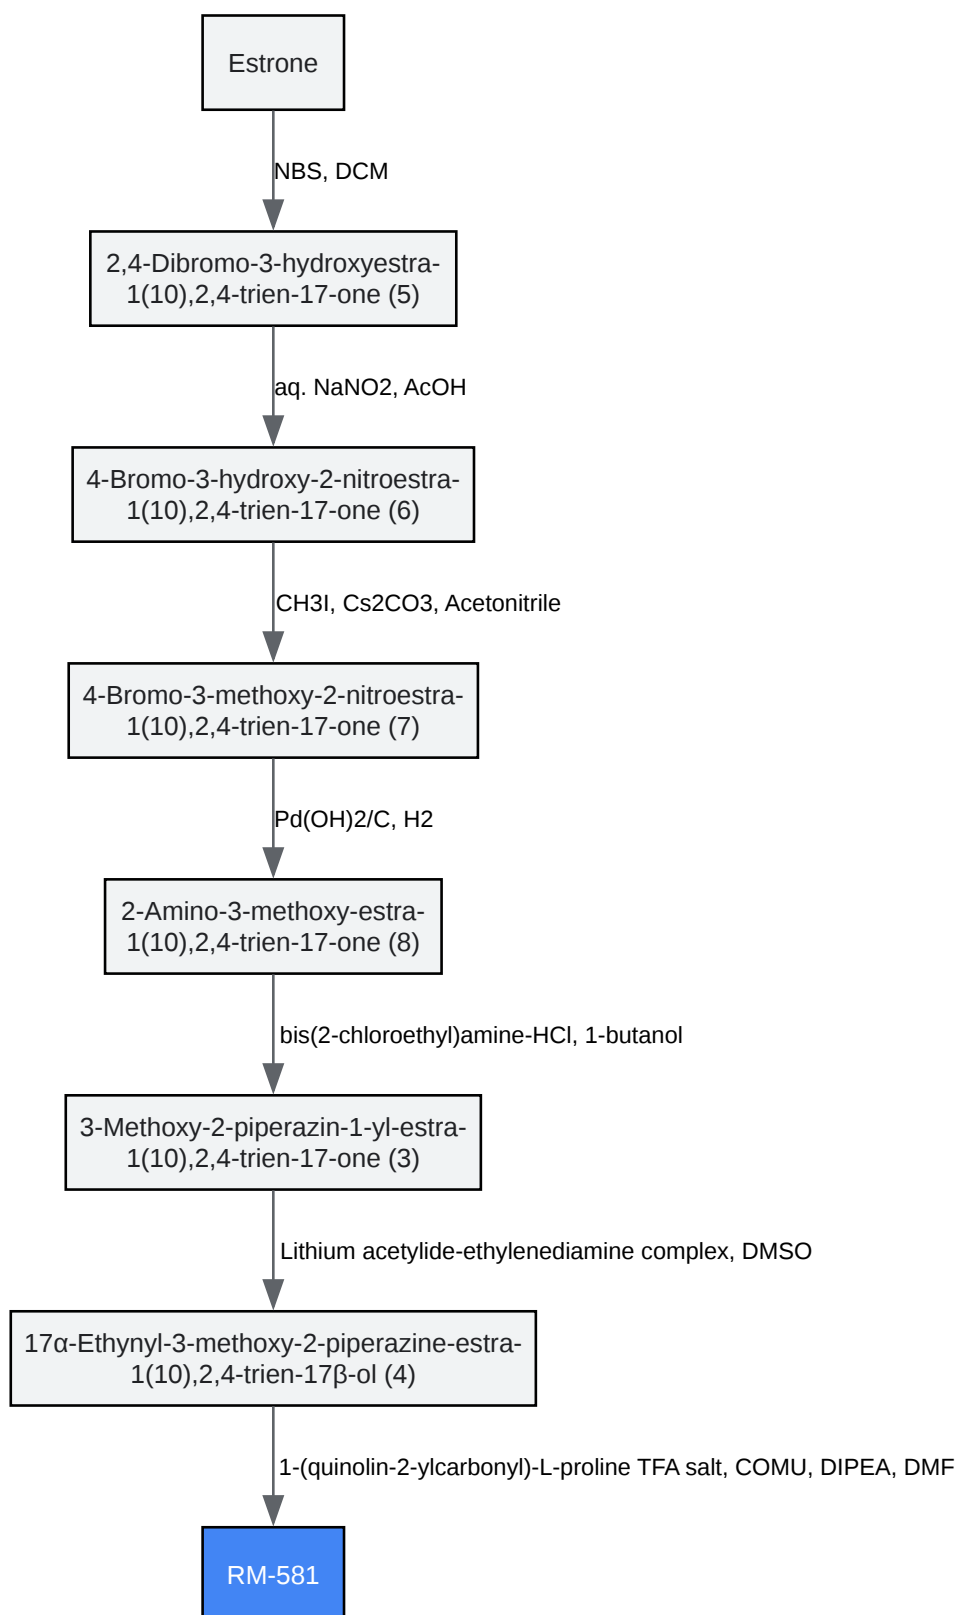 Estrone
NBS, DCM
2,4-Dibromo-3-hydroxyestra-
1(10),2,4-trien-17-one (5)
aq. NaNO2, AcOH
4-Bromo-3-hydroxy-2-nitroestra-
1(10),2,4-trien-17-one (6)
CH3I, Cs2CO3, Acetonitrile
4-Bromo-3-methoxy-2-nitroestra-
1(10),2,4-trien-17-one (7)
Pd(OH)2/C, H2
2-Amino-3-methoxy-estra-
1(10),2,4-trien-17-one (8)
bis(2-chloroethyl)amine-HCl, 1-butanol
3-Methoxy-2-piperazin-1-yl-estra-
1(10),2,4-trien-17-one (3)
Lithium acetylide-ethylenediamine complex, DMSO
17α-Ethynyl-3-methoxy-2-piperazine-estra-
1(10),2,4-trien-17β-ol (4)
1-(quinolin-2-ylcarbonyl)-L-proline TFA salt, COMU, DIPEA, DMF
RM-581